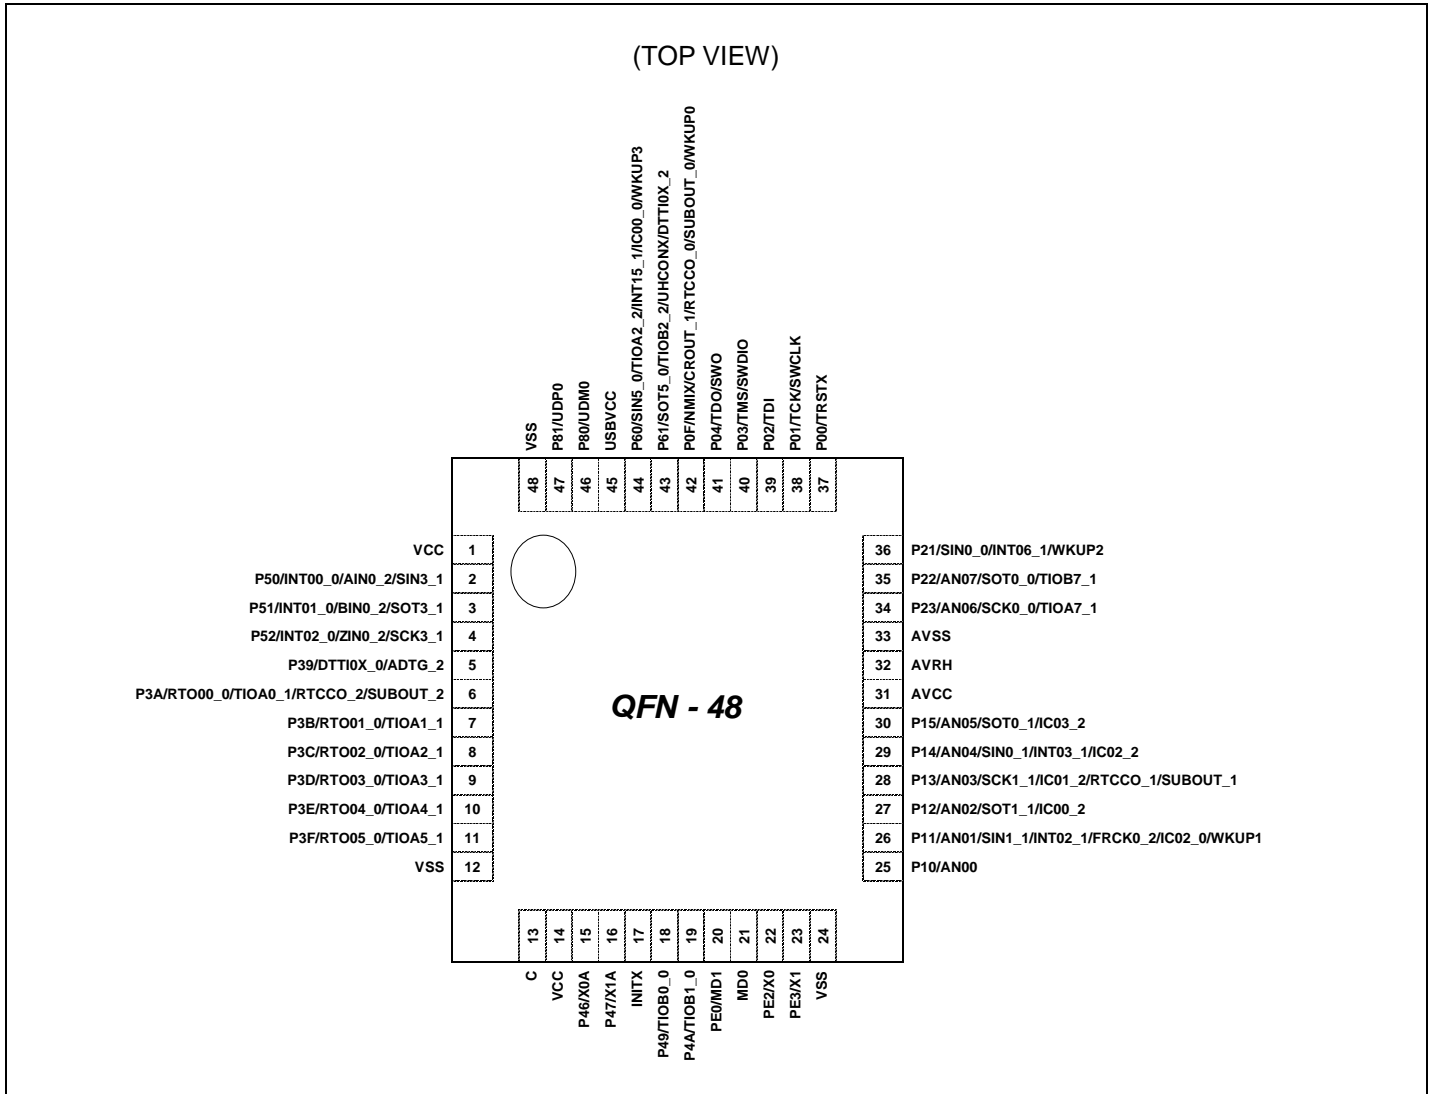 (TOP VIEW)
VSS
P81/UDP0
P80/UDM0
USBVCC
P60/SIN5_0/TIOA2_2/INT15_1/IC00_0/WKUP3
P61/SOT5_0/TIOB2_2/UHCONX/DTTI0X_2
P0F/NMIX/CROUT_1/RTCCO_0/SUBOUT_0/WKUP0
P04/TDO/SWO
P03/TMS/SWDIO
P02/TDI
P01/TCK/SWCLK
P00/TRSTX
48
47
46
45
44
43
42
41
40
39
38
37
VCC 1
P50/INT00_0/AIN0_2/SIN3_1 2
P51/INT01_0/BIN0_2/SOT3_1 3
P52/INT02_0/ZIN0_2/SCK3_1 4
P39/DTTI0X_0/ADTG_2 5
P3A/RTO00_0/TIOA0_1/RTCCO_2/SUBOUT_2 6
P3B/RTO01_0/TIOA1_1 7
P3C/RTO02_0/TIOA2_1 8
P3D/RTO03_0/TIOA3_1 9
P3E/RTO04_0/TIOA4_1 10
P3F/RTO05_0/TIOA5_1 11
VSS 12
QFN - 48
36 P21/SIN0_0/INT06_1/WKUP2
35 P22/AN07/SOT0_0/TIOB7_1
34 P23/AN06/SCK0_0/TIOA7_1
33 AVSS
32 AVRH
31 AVCC
30 P15/AN05/SOT0_1/IC03_2
29 P14/AN04/SIN0_1/INT03_1/IC02_2
28 P13/AN03/SCK1_1/IC01_2/RTCCO_1/SUBOUT_1
27 P12/AN02/SOT1_1/IC00_2
26 P11/AN01/SIN1_1/INT02_1/FRCK0_2/IC02_0/WKUP1
25 P10/AN00
13
14
15
16
17
18
19
20
21
22
23
24
C
VCC
P46/X0A
P47/X1A
INITX
P49/TIOB0_0
P4A/TIOB1_0
PE0/MD1
MD0
PE2/X0
PE3/X1
VSS